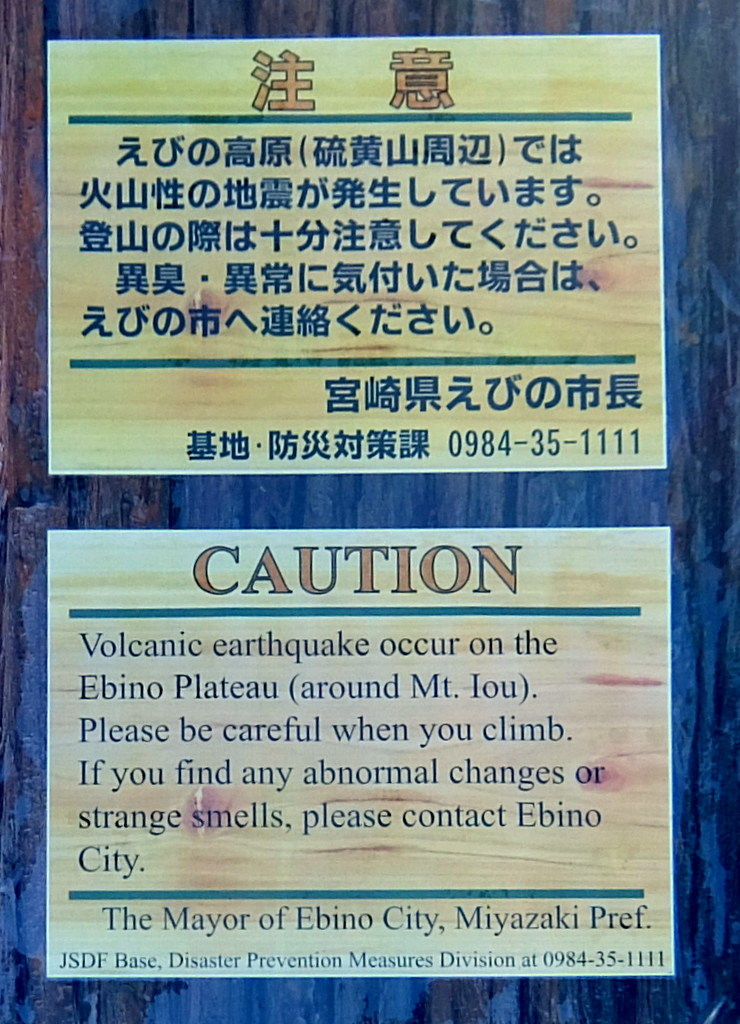 注 意
えびの高原(硫黄山周辺)では
火山性の地震が発生しています。
登山の際は十分注意してください。
異臭・異常に気付いた場合は、
えびの市へ連絡ください。
宮崎県えびの市長
基地・防災対策課 0984-35-1111
CAUTION
Volcanic earthquake occur on the
Ebino Plateau (around Mt. Iou).
Please be careful when you climb.
If you find any abnormal changes or
strange smells, please contact Ebino
City.
The Mayor of Ebino City, Miyazaki Pref.
JSDF Base, Disaster Prevention Measures Division at 0984-35-1111